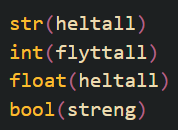 str(heltall)
int(flyttall)
float(heltall)
bool(streng)